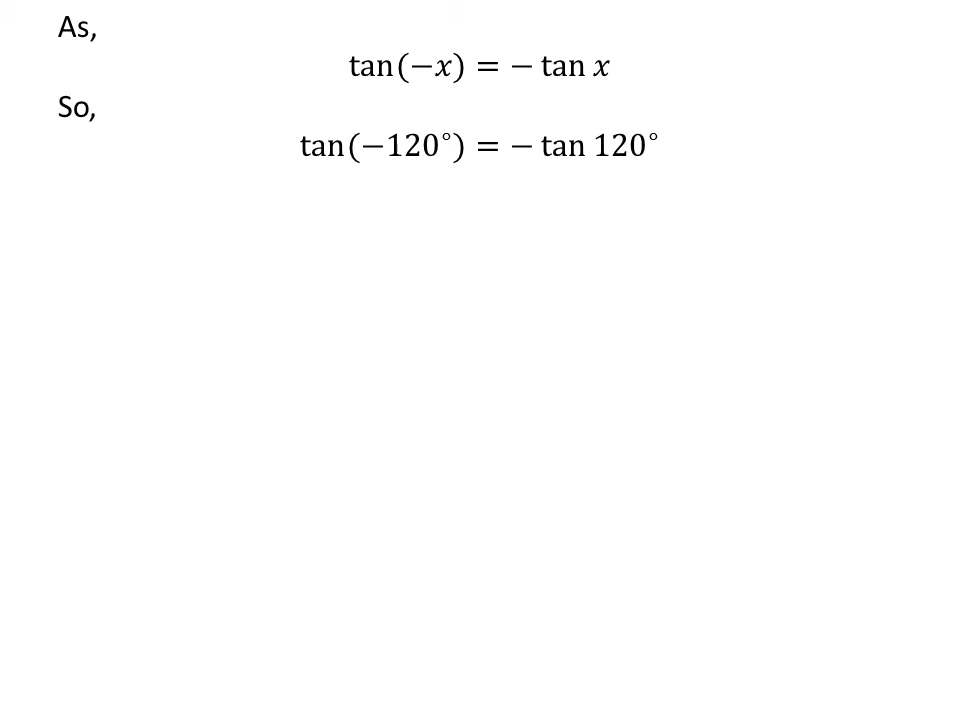 As,
tan(−x) = − tan x
So,
tan(−120°) = − tan 120°